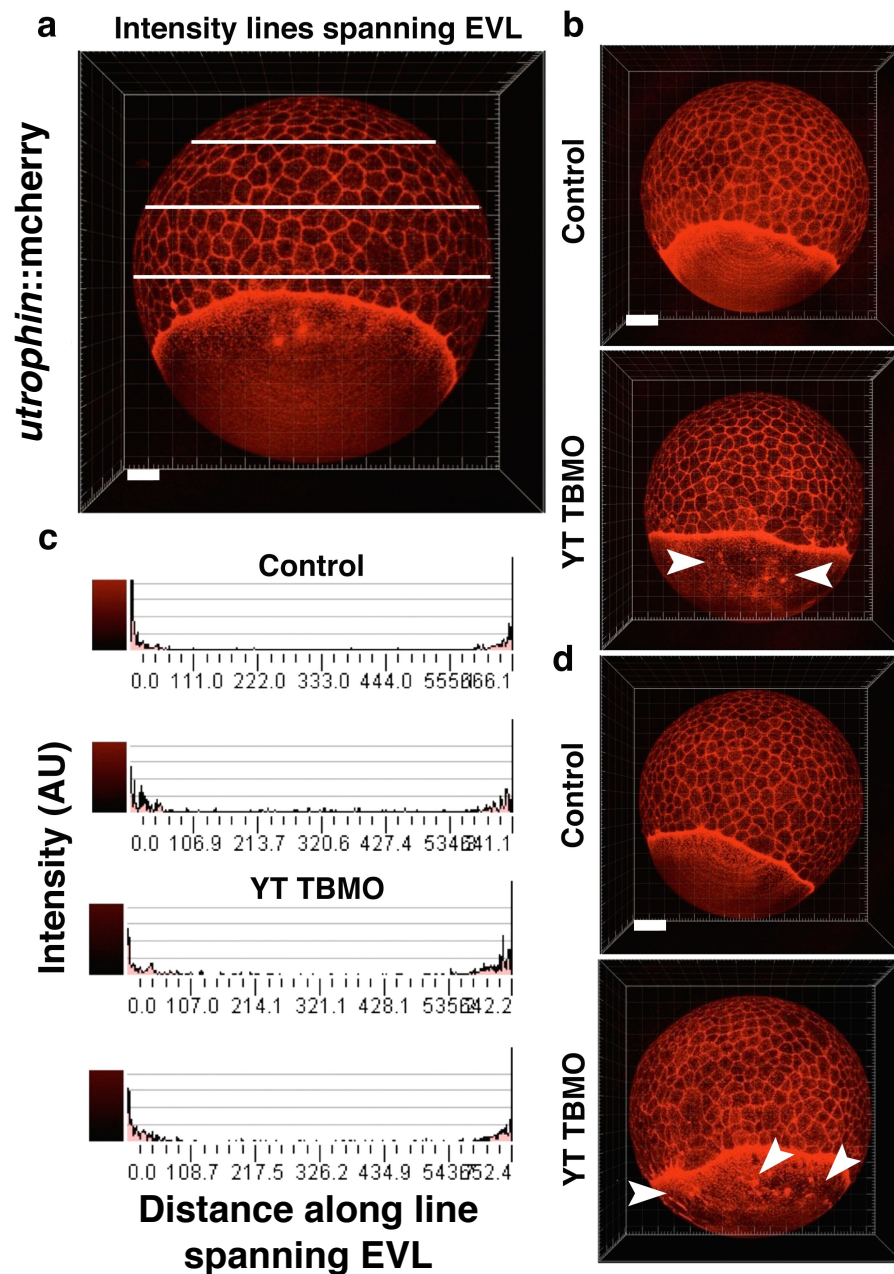 a
Intensity lines spanning EVL
utrophin::mcherry
b
Control
YT TBMO
c
Control
0.0 111.0 222.0 333.0 444.0
0.0 106.9 213.7 320.6 427.4
YT TBMO
0.0 107.0 214.1 321.1 428.1
0.0 108.7 217.5 326.2 434.9
Intensity (AU)
Distance along line
spanning EVL
d
Control
YT TBMO